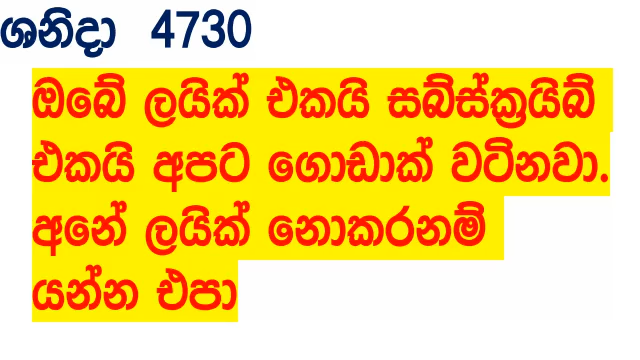 ශනිදා 4730
ඔබේ ලයික් එකයි සබ්ස්ක්‍රයිබ්
එකයි අපට ගොඩාක් වටිනවා.
අනේ ලයික් නොකරනම්
යන්න එපා